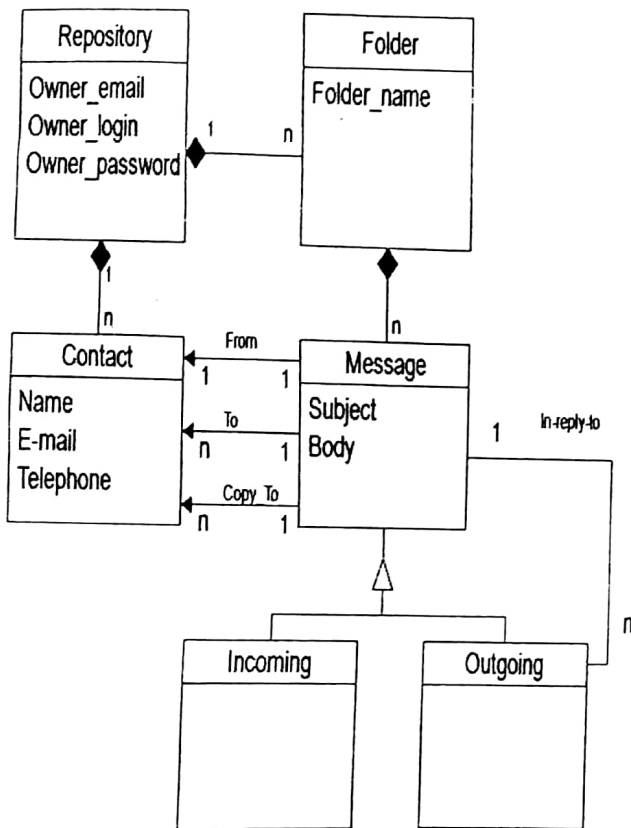 Repository
Owner_email
Owner_login
Owner_password
1
n
Folder
Folder_name
1
n
n
Contact
Name
E-mail
Telephone
From
1
1
To
n
1
Copy_To
n
1
Message
Subject
Body
1
In-reply-to
n
Incoming
Outgoing